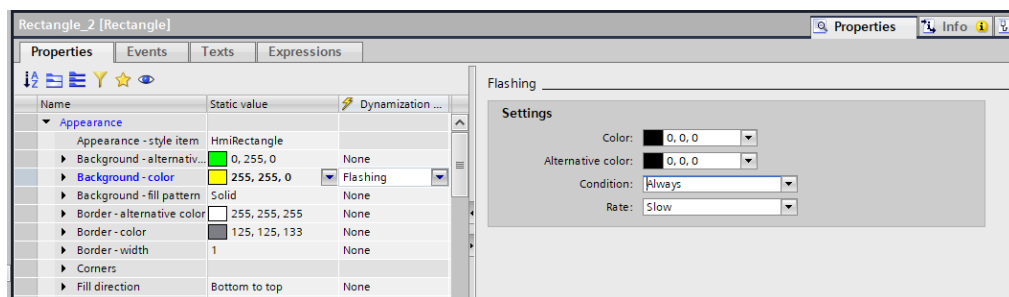 Rectangle_2 [Rectangle]
Properties Info
Properties Events Texts Expressions
Name Static value Dynamization ...
Appearance
Appearance - style item HmiRectangle
Background - alternativ... 0, 255, 0 None
Background - color 255, 255, 0 Flashing
Background - fill pattern Solid None
Border - alternative color 255, 255, 255 None
Border - color 125, 125, 133 None
Border - width 1 None
Corners
Fill direction Bottom to top None
Flashing
Settings
Color: 0, 0, 0
Alternative color: 0, 0, 0
Condition: Always
Rate: Slow